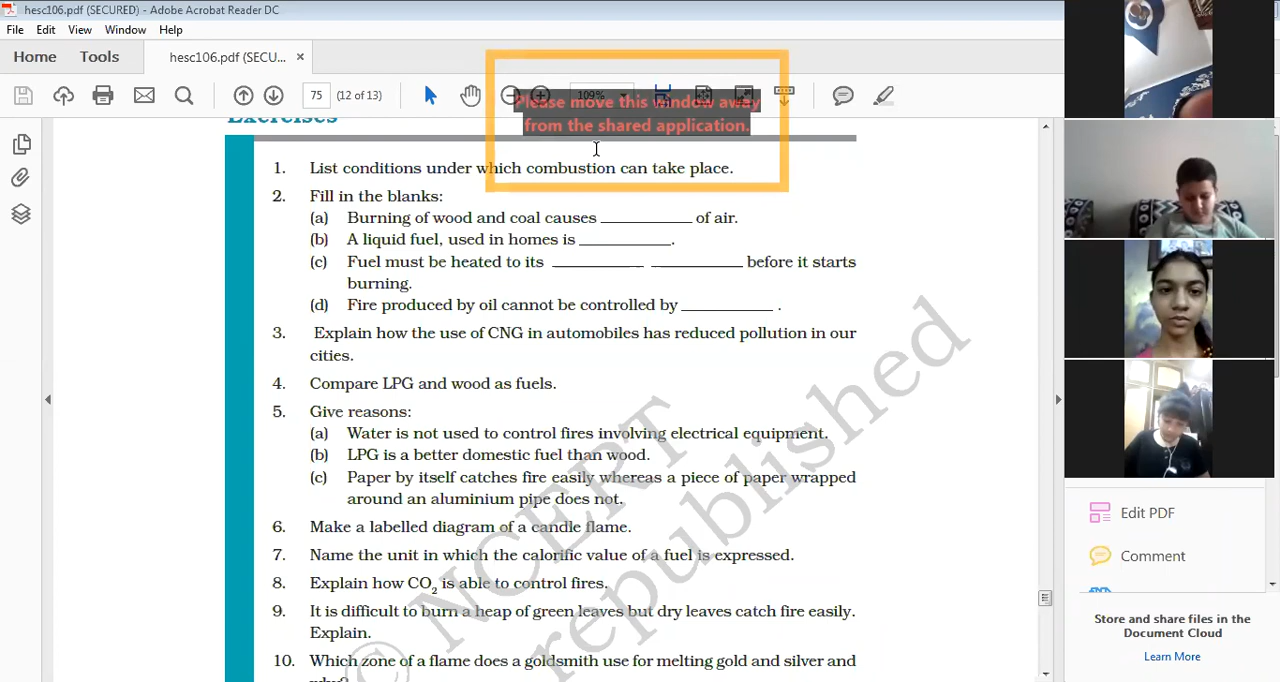 hesc106.pdf (SECURED) - Adobe Acrobat Reader DC
File Edit View Window Help
Home Tools hesc106.pdf (SECU... ×
75 (12 of 13) 109%
Please move this window away
from the shared application.
Exercises
1. List conditions under which combustion can take place.
2. Fill in the blanks:
(a) Burning of wood and coal causes __________ of air.
(b) A liquid fuel, used in homes is __________.
(c) Fuel must be heated to its __________ __________ before it starts
burning.
(d) Fire produced by oil cannot be controlled by __________ .
3. Explain how the use of CNG in automobiles has reduced pollution in our
cities.
4. Compare LPG and wood as fuels.
5. Give reasons:
(a) Water is not used to control fires involving electrical equipment.
(b) LPG is a better domestic fuel than wood.
(c) Paper by itself catches fire easily whereas a piece of paper wrapped
around an aluminium pipe does not.
6. Make a labelled diagram of a candle flame.
7. Name the unit in which the calorific value of a fuel is expressed.
8. Explain how CO2 is able to control fires.
9. It is difficult to burn a heap of green leaves but dry leaves catch fire easily.
Explain.
10. Which zone of a flame does a goldsmith use for melting gold and silver and
why?
© NCERT
republished
Edit PDF
Comment
Store and share files in the
Document Cloud
Learn More